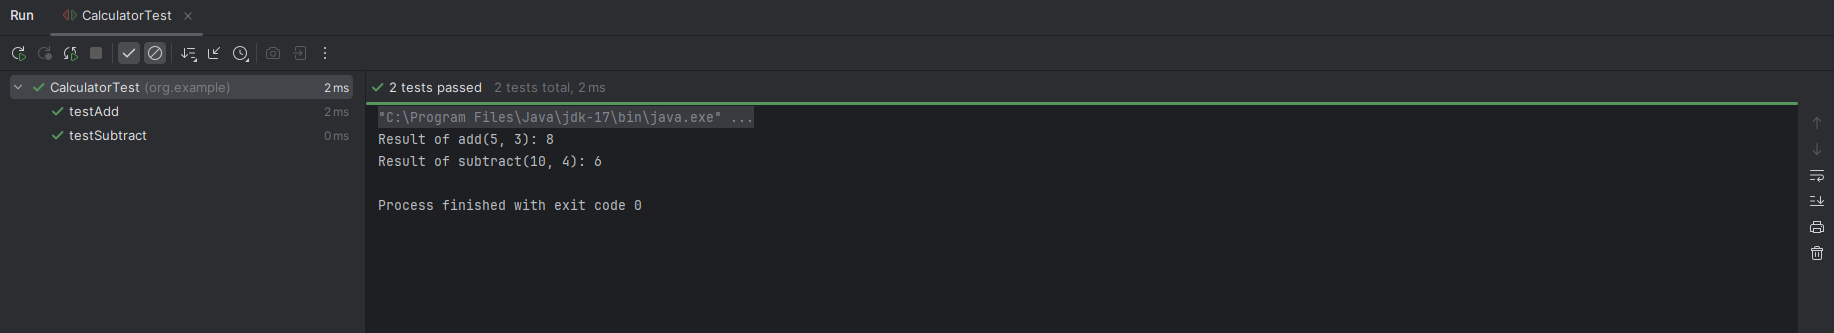 Run CalculatorTest
CalculatorTest (org.example) 2 ms
testAdd 2 ms
testSubtract 0 ms
2 tests passed 2 tests total, 2 ms
"C:\Program Files\Java\jdk-17\bin\java.exe" ...
Result of add(5, 3): 8
Result of subtract(10, 4): 6
Process finished with exit code 0